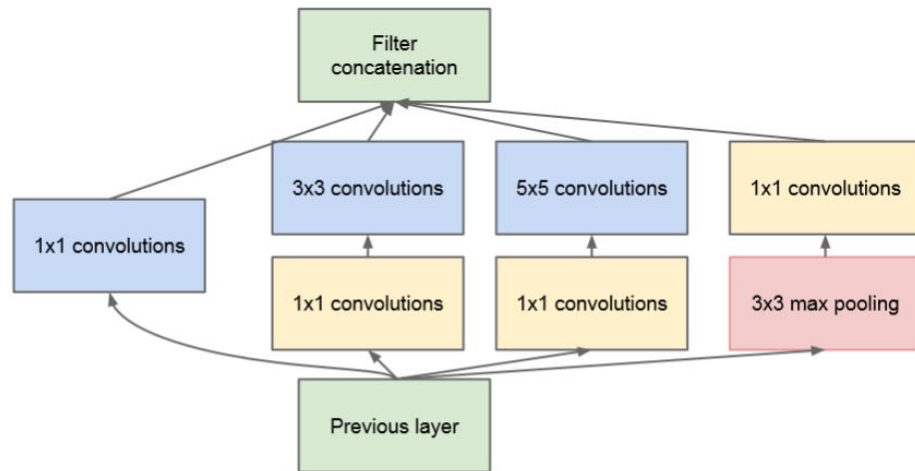 Filter
concatenation
3x3 convolutions
5x5 convolutions
1x1 convolutions
1x1 convolutions
1x1 convolutions
1x1 convolutions
3x3 max pooling
Previous layer